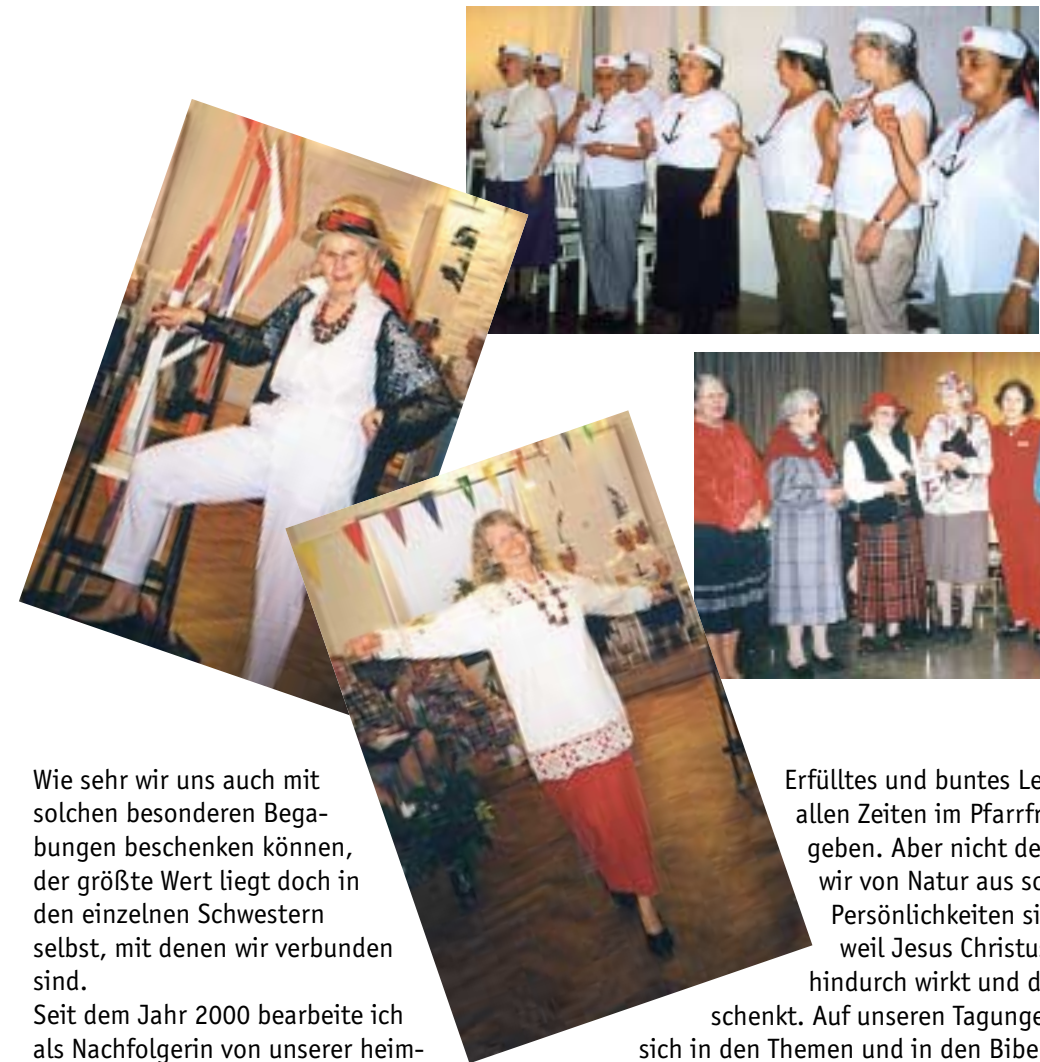 Wie sehr wir uns auch mit
solchen besonderen Bega-
bungen beschenken können,
der größte Wert liegt doch in
den einzelnen Schwestern
selbst, mit denen wir verbunden
sind.
Seit dem Jahr 2000 bearbeite ich
als Nachfolgerin von unserer heim-
Erfülltes und buntes Le
allen Zeiten im Pfarrfr
geben. Aber nicht de
wir von Natur aus so
Persönlichkeiten si
weil Jesus Christus
hindurch wirkt und d
schenkt. Auf unseren Tagunge
sich in den Themen und in den Bibe